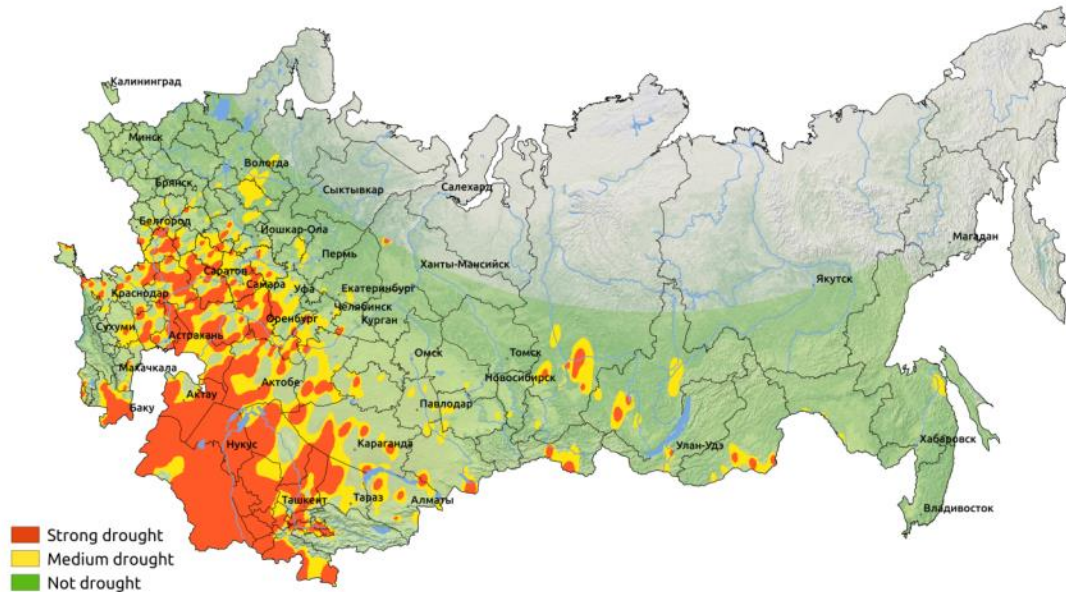 Калининград
Минск
Вологда
Брянск
Сыктывкар
Салехард
Белгород
Йошкар-Ола
Магадан
Пермь
Ханты-Мансийск
Саратов
Якутск
Самара
Уфа
Екатеринбург
Краснодар
Челябинск
Оренбург
Курган
Сухуми
Астрахань
Омск
Томск
Махачкала
Новосибирск
Актобе
Актау
Павлодар
Баку
Улан-Удэ
Хабаровск
Нукус
Караганда
Ташкент
Тараз
Алматы
Владивосток
Strong drought
Medium drought
Not drought